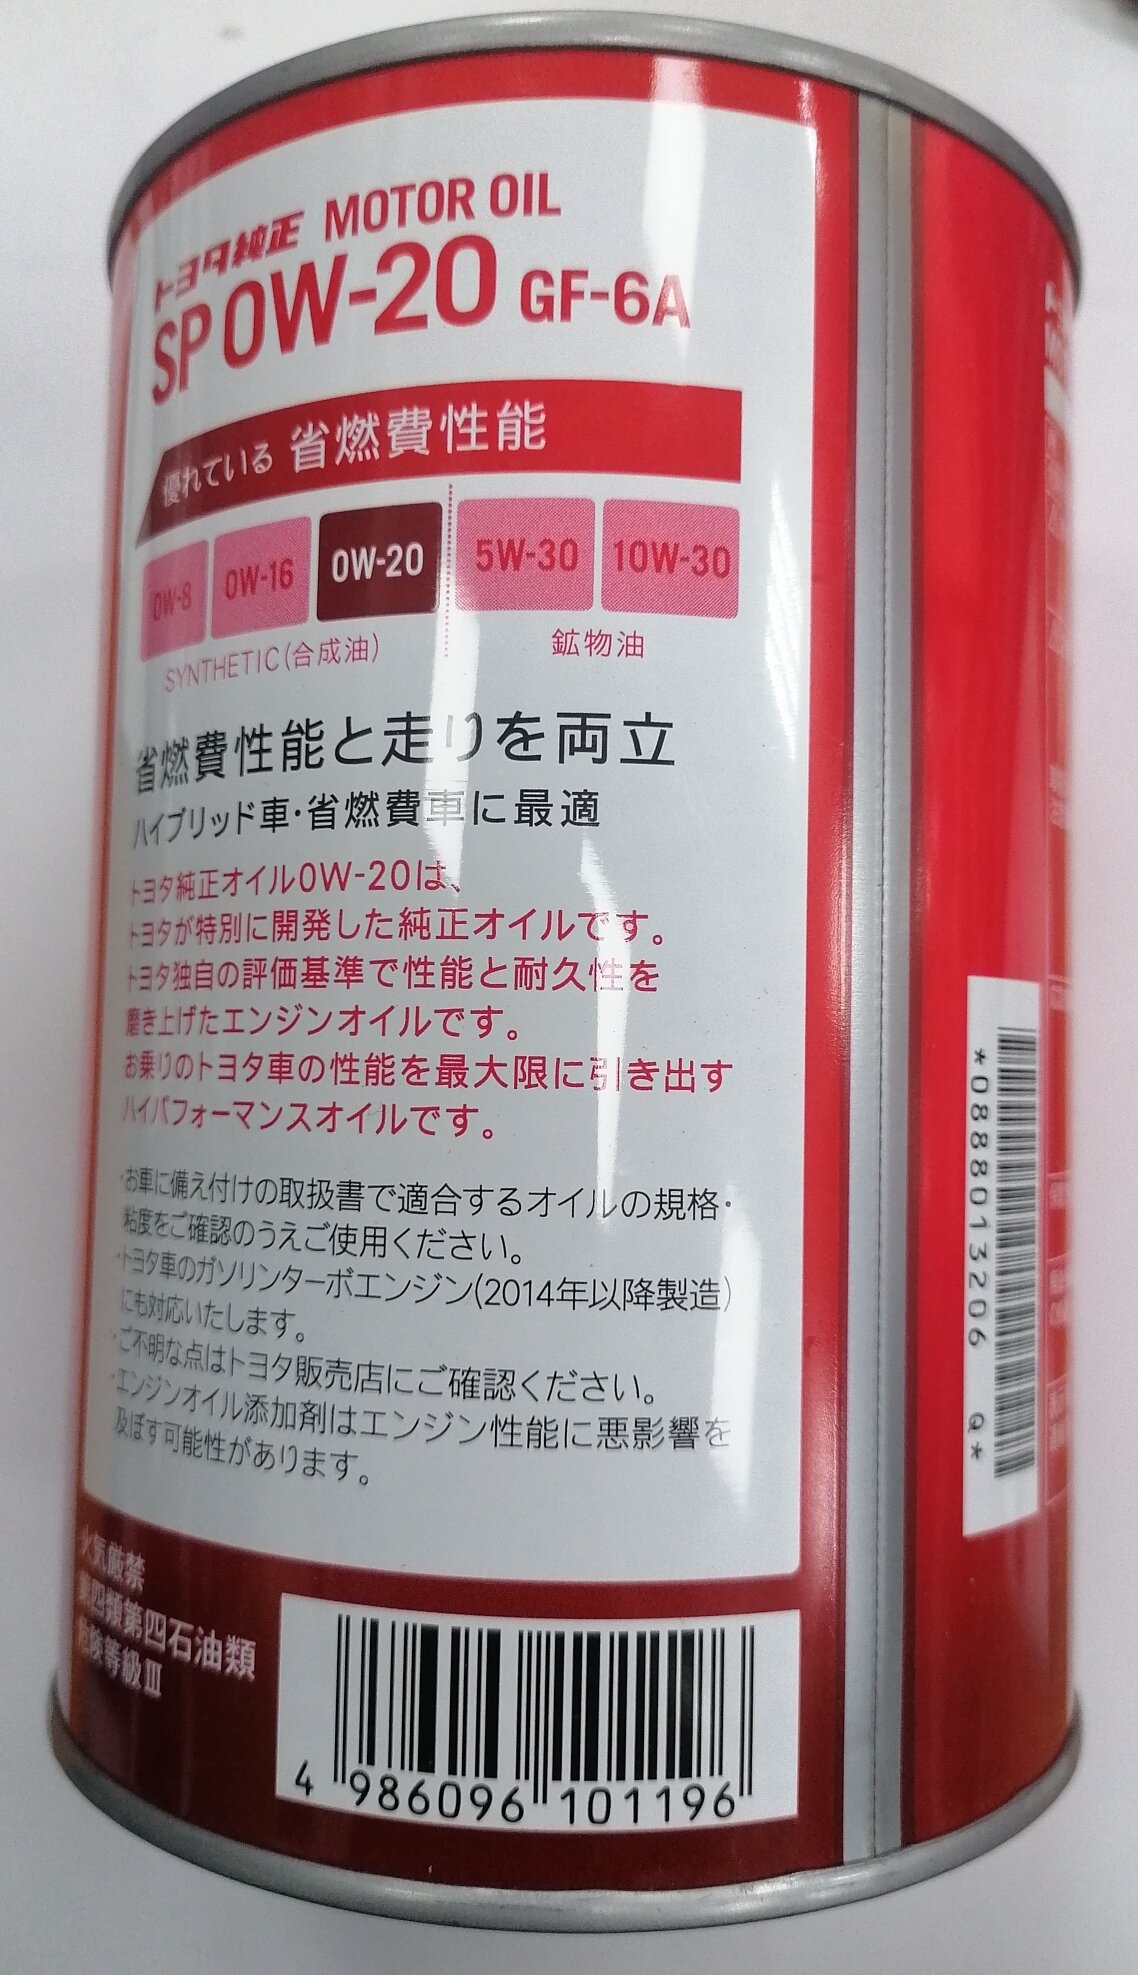 トヨタ純正 MOTOR OIL
SP 0W-20 GF-6A
優れている 省燃費性能
0W-8 0W-16 0W-20 5W-30 10W-30
SYNTHETIC(合成油) 鉱物油
省燃費性能と走りを両立
ハイブリッド車・省燃費車に最適
トヨタ純正オイル0W-20は、
トヨタが特別に開発した純正オイルです。
トヨタ独自の評価基準で性能と耐久性を
磨き上げたエンジンオイルです。
お乗りのトヨタ車の性能を最大限に引き出す
ハイパフォーマンスオイルです。
・お車に備え付けの取扱書で適合するオイルの規格・
粘度をご確認のうえご使用ください。
・トヨタ車のガソリンターボエンジン(2014年以降製造)
にも対応いたします。
・ご不明な点はトヨタ販売店にご確認ください。
・エンジンオイル添加剤はエンジン性能に悪影響を
及ぼす可能性があります。
火気厳禁
第四類第四石油類
危険等級Ⅲ
4 986096 101196
*0888013206 Q*